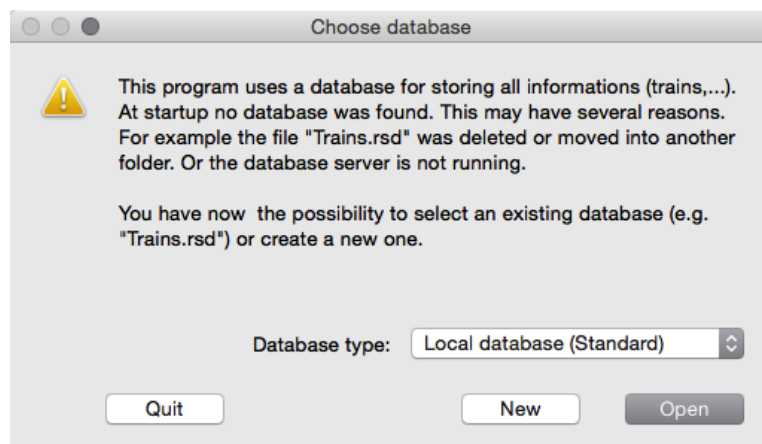 Choose database
This program uses a database for storing all informations (trains,...).
At startup no database was found. This may have several reasons.
For example the file "Trains.rsd" was deleted or moved into another
folder. Or the database server is not running.
You have now  the possibility to select an existing database (e.g.
"Trains.rsd") or create a new one.
Database type: Local database (Standard)
Quit New Open